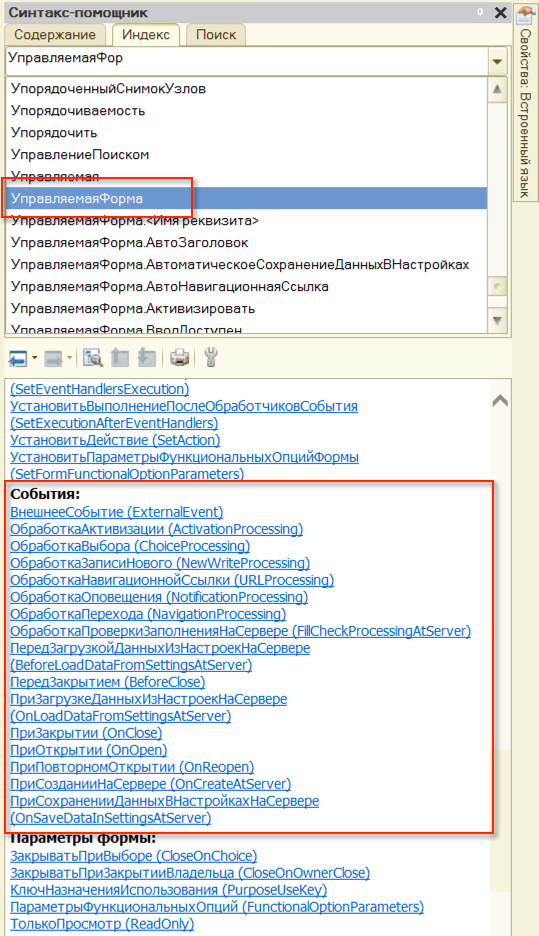 Синтакс-помощник
Содержание Индекс Поиск
УправляемаяФор
УпорядоченныйСнимокУзлов
Упорядочиваемость
Упорядочить
УправлениеПоиском
Управляемая
УправляемаяФорма
УправляемаяФорма.<Имя реквизита>
УправляемаяФорма.АвтоЗаголовок
УправляемаяФорма.АвтоматическоеСохранениеДанныхВНастройках
УправляемаяФорма.АвтоНавигационнаяСсылка
УправляемаяФорма.Активизировать
УправляемаяФорма.ВводДоступен
(SetEventHandlersExecution)
УстановитьВыполнениеПослеОбработчиковСобытия
(SetExecutionAfterEventHandlers)
УстановитьДействие (SetAction)
УстановитьПараметрыФункциональныхОпцийФормы
(SetFormFunctionalOptionParameters)
События:
ВнешнееСобытие (ExternalEvent)
ОбработкаАктивизации (ActivationProcessing)
ОбработкаВыбора (ChoiceProcessing)
ОбработкаЗаписиНового (NewWriteProcessing)
ОбработкаНавигационнойСсылки (URLProcessing)
ОбработкаОповещения (NotificationProcessing)
ОбработкаПерехода (NavigationProcessing)
ОбработкаПроверкиЗаполненияНаСервере (FillCheckProcessingAtServer)
ПередЗагрузкойДанныхИзНастроекНаСервере
(BeforeLoadDataFromSettingsAtServer)
ПередЗакрытием (BeforeClose)
ПриЗагрузкеДанныхИзНастроекНаСервере
(OnLoadDataFromSettingsAtServer)
ПриЗакрытии (OnClose)
ПриОткрытии (OnOpen)
ПриПовторномОткрытии (OnReopen)
ПриСозданииНаСервере (OnCreateAtServer)
ПриСохраненииДанныхВНастройкахНаСервере
(OnSaveDataInSettingsAtServer)
Параметры формы:
ЗакрыватьПриВыборе (CloseOnChoice)
ЗакрыватьПриЗакрытииВладельца (CloseOnOwnerClose)
КлючНазначенияИспользования (PurposeUseKey)
ПараметрыФункциональныхОпций (FunctionalOptionParameters)
ТолькоПросмотр (ReadOnly)
Свойства: Встроенный язык